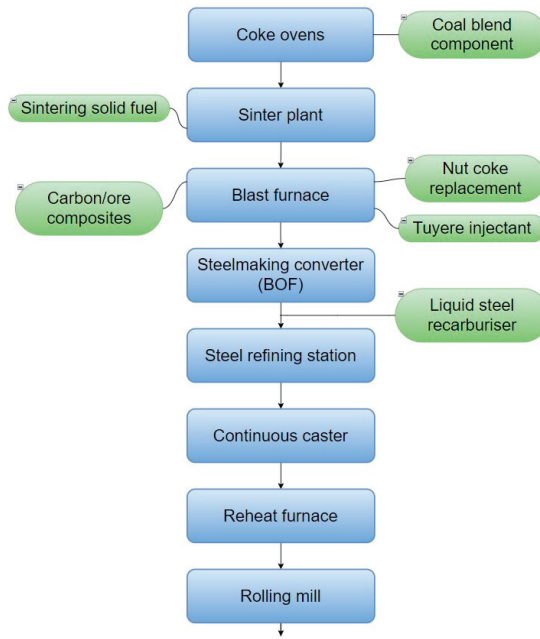 Coke ovens
Coal blend
component
Sintering solid fuel
Sinter plant
Carbon/ore
composites
Blast furnace
Nut coke
replacement
Tuyere injectant
Steelmaking converter
(BOF)
Liquid steel
recarburiser
Steel refining station
Continuous caster
Reheat furnace
Rolling mill